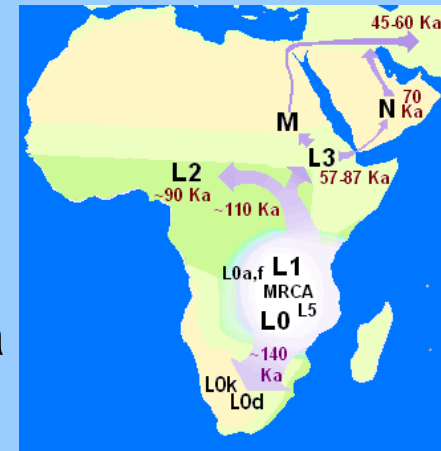 45-60 Ka
N 70
Ka
M
L3
57-87 Ka
L2
~90 Ka
~110 Ka
L0a,f L1
MRCA
L5
L0
~140
Ka
L0k
L0d
a